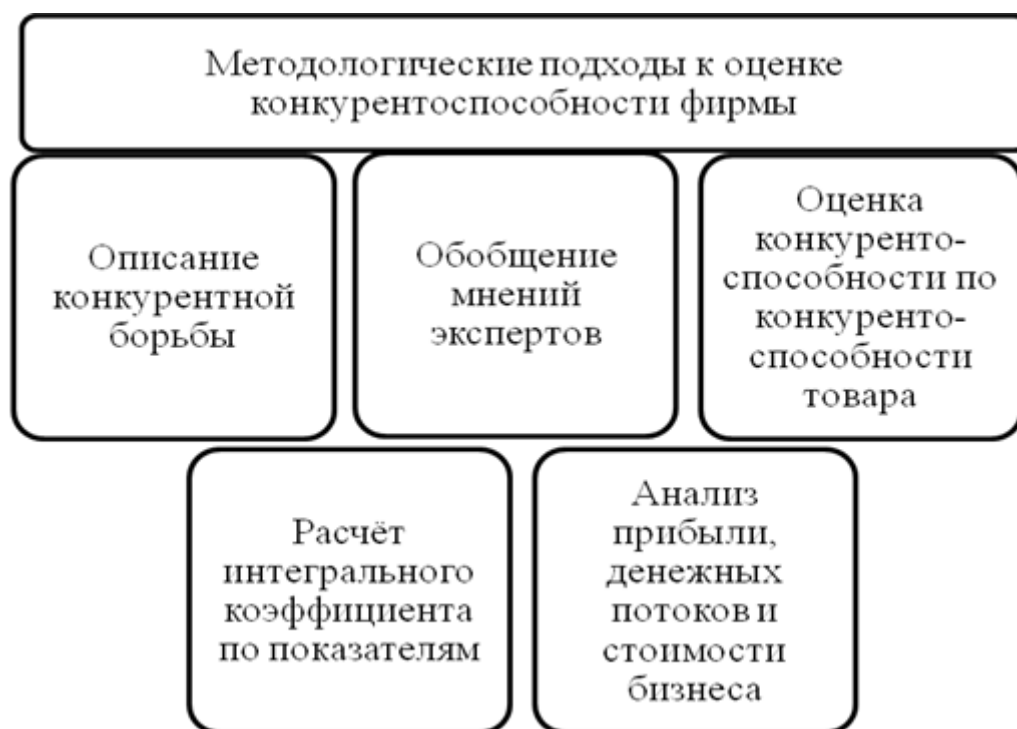 Методологические подходы к оценке
конкурентоспособности фирмы
Описание
конкурентной
борьбы
Обобщение
мнений
экспертов
Оценка
конкуренто-
способности по
конкуренто-
способности
товара
Расчёт
интегрального
коэффициента
по показателям
Анализ
прибыли,
денежных
потоков и
стоимости
бизнеса